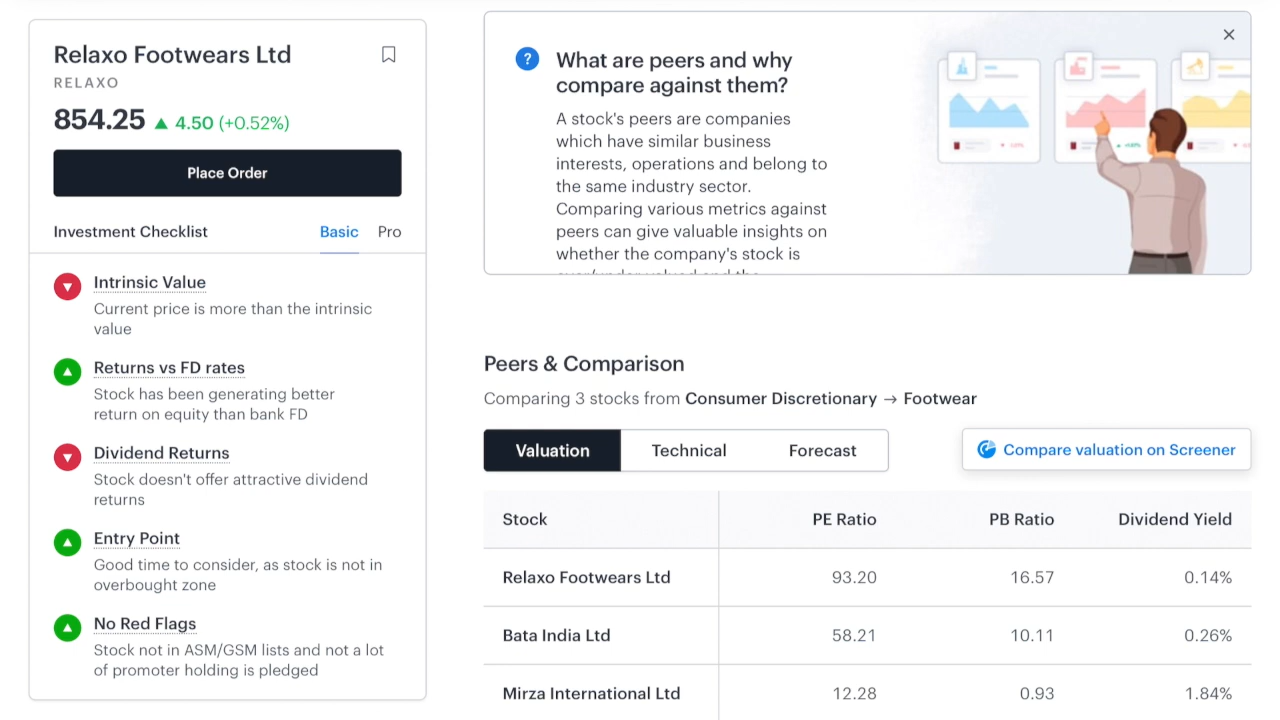 Relaxo Footwears Ltd
RELAXO
854.25 ▲ 4.50 (+0.52%)
Place Order
Investment Checklist Basic Pro
Intrinsic Value
Current price is more than the intrinsic
value
Returns vs FD rates
Stock has been generating better
return on equity than bank FD
Dividend Returns
Stock doesn't offer attractive dividend
returns
Entry Point
Good time to consider, as stock is not in
overbought zone
No Red Flags
Stock not in ASM/GSM lists and not a lot
of promoter holding is pledged
What are peers and why
compare against them?
A stock's peers are companies
which have similar business
interests, operations and belong to
the same industry sector.
Comparing various metrics against
peers can give valuable insights on
whether the company's stock is
Peers & Comparison
Comparing 3 stocks from Consumer Discretionary → Footwear
Valuation Technical Forecast
Compare valuation on Screener
Stock PE Ratio PB Ratio Dividend Yield
Relaxo Footwears Ltd 93.20 16.57 0.14%
Bata India Ltd 58.21 10.11 0.26%
Mirza International Ltd 12.28 0.93 1.84%